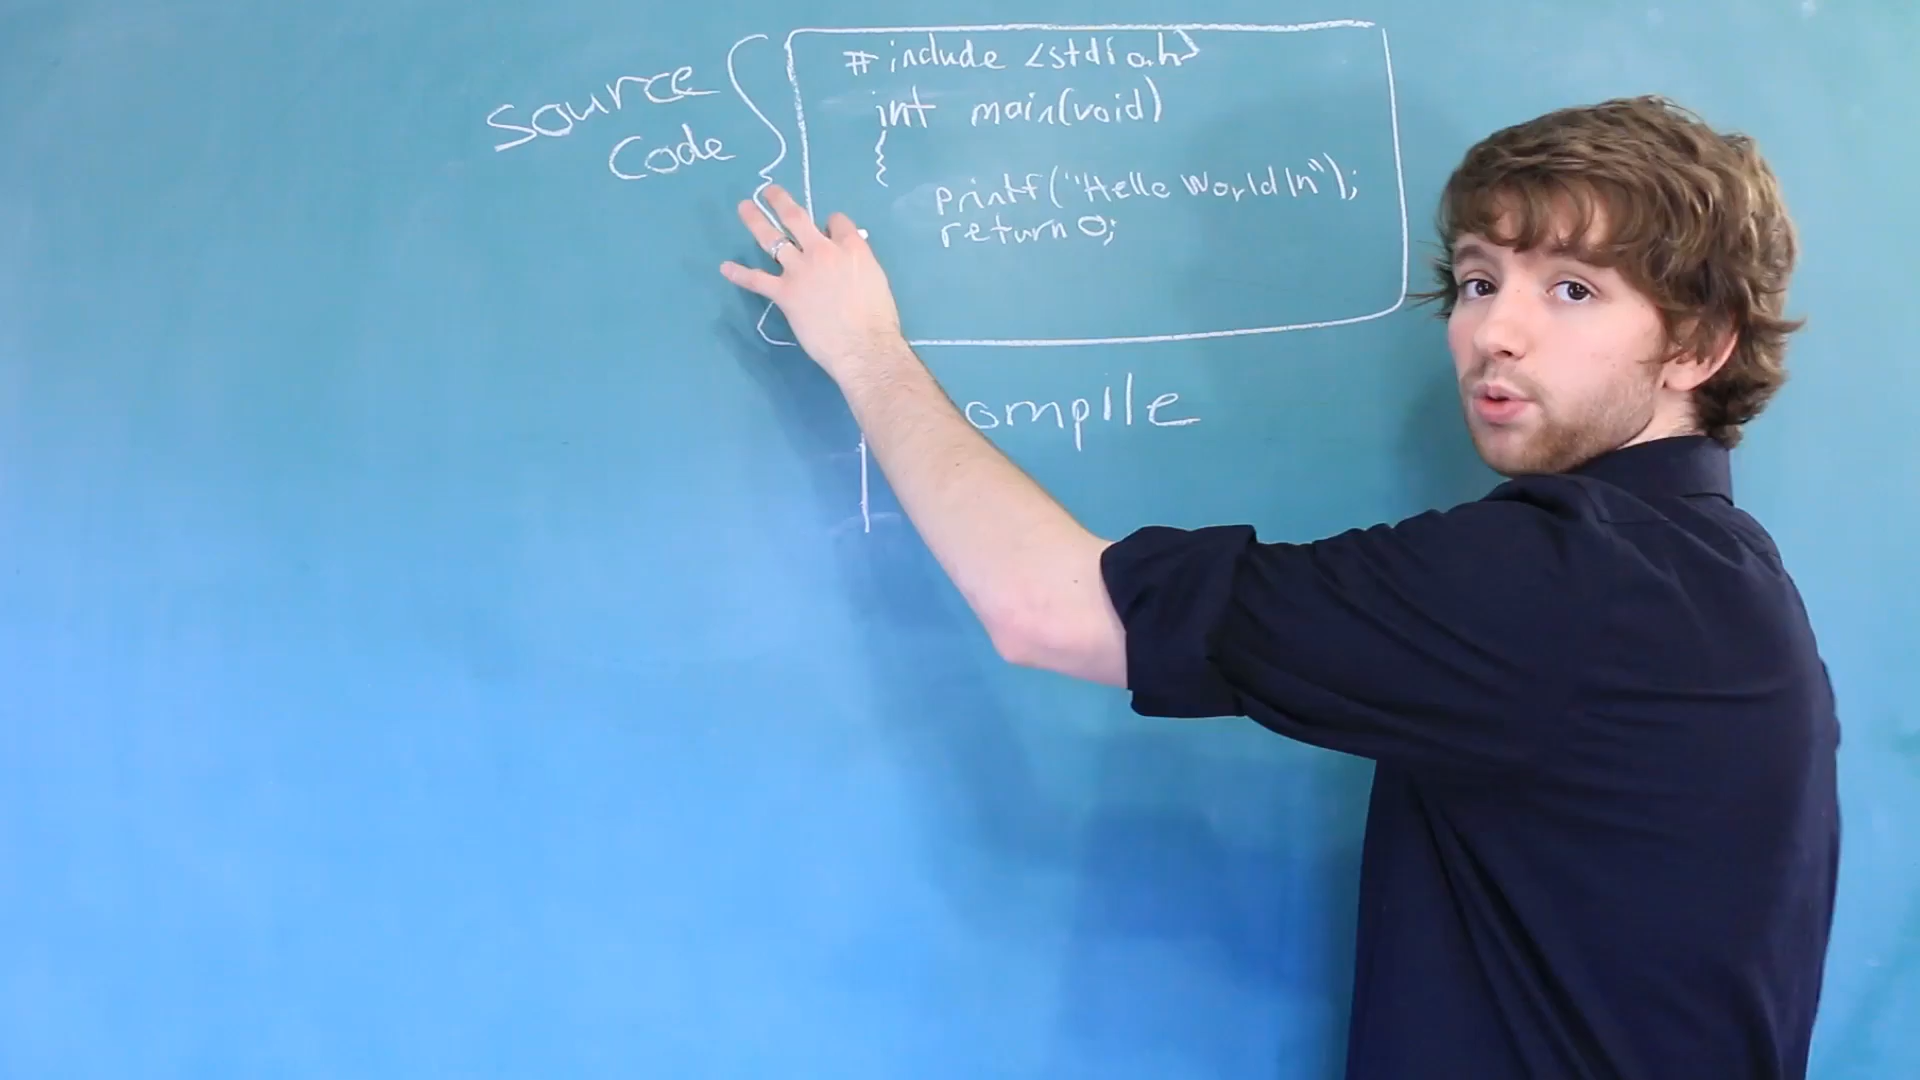 Source
Code
#include <stdio.h>
int main(void)
{
printf("Hello World\n");
return 0;
ompile